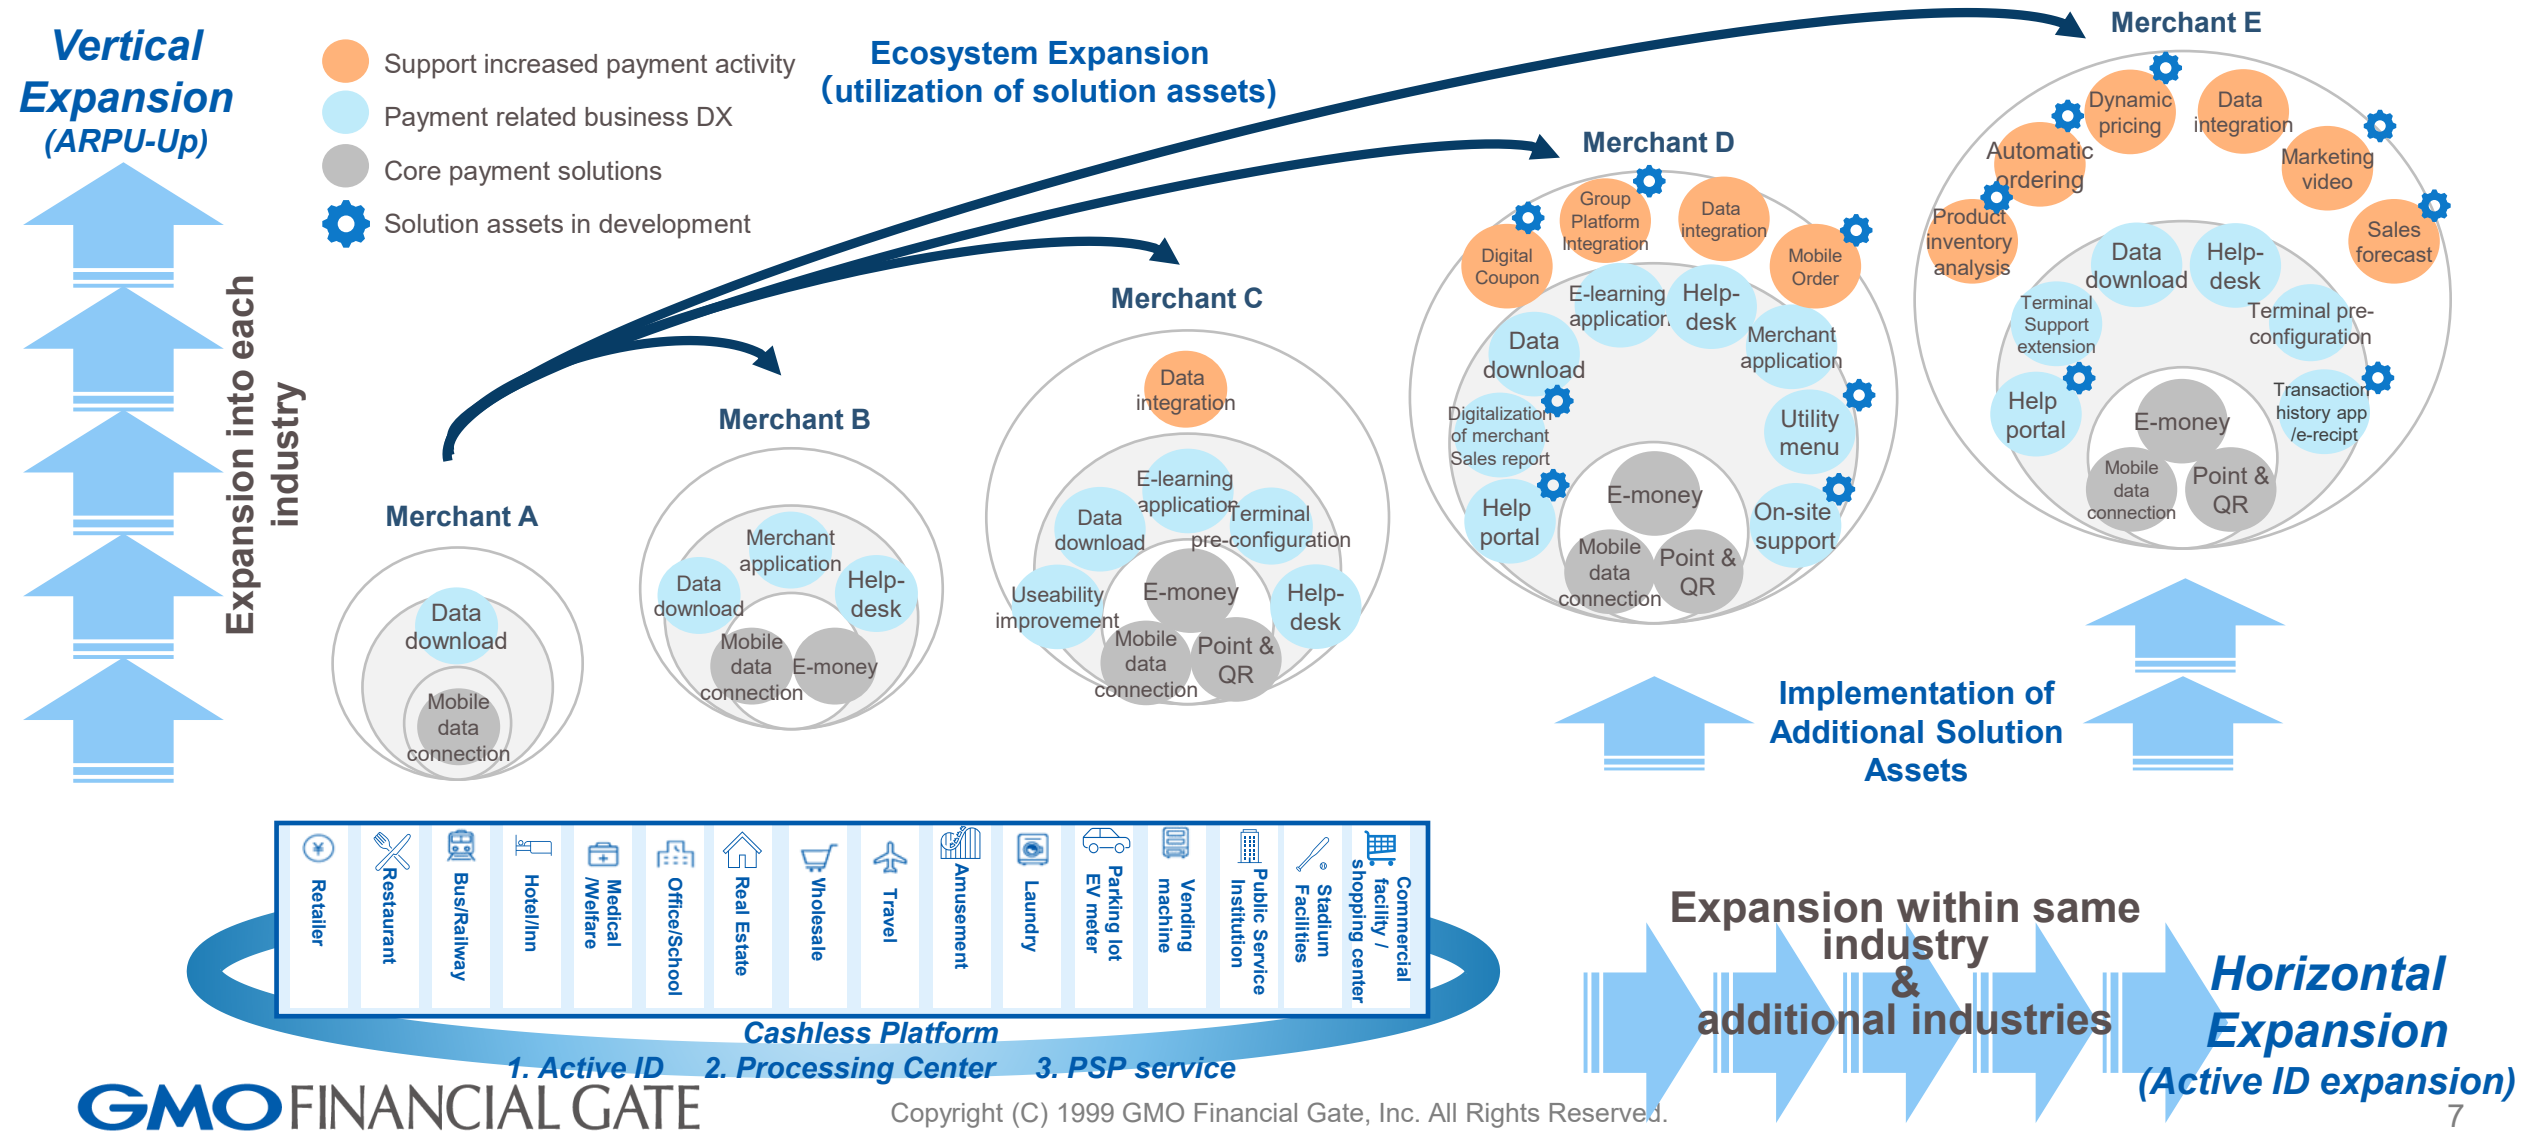 Vertical
Expansion
(ARPU-Up)
Expansion into each
industry
Support increased payment activity
Payment related business DX
Core payment solutions
Solution assets in development
Ecosystem Expansion
(utilization of solution assets)
Merchant A
Data
download
Mobile
data
connection
Merchant B
Merchant
application
Data
download
Help-
desk
Mobile
data
connection
E-money
Merchant C
Data
integration
E-learning
application
Data
download
Terminal
pre-configuration
Useability
improvement
Help-
desk
E-money
Mobile
data
connection
Point &
QR
Merchant D
Digital
Coupon
Group
Platform
Integration
Data
integration
Mobile
Order
E-learning
application
Help-
desk
Data
download
Merchant
application
Digitalization
of merchant
Sales report
Utility
menu
Help
portal
On-site
support
E-money
Mobile
data
connection
Point &
QR
Merchant E
Dynamic
pricing
Data
integration
Automatic
ordering
Marketing
video
Product
inventory
analysis
Sales
forecast
Data
download
Help-
desk
Terminal
Support
extension
Terminal pre-
configuration
Help
portal
Transaction
history app
/e-recipt
E-money
Mobile
data
connection
Point &
QR
Implementation of
Additional Solution
Assets
Retailer
Restaurant
Bus/Railway
Hotel/Inn
Medical
/Welfare
Office/School
Real Estate
Wholesale
Travel
Amusement
Laundry
Parking lot
EV meter
Vending
machine
Public Service
Institution
Stadium
Facilities
Commercial
facility /
shopping center
Cashless Platform
1. Active ID 2. Processing Center 3. PSP service
Expansion within same
industry
&
additional industries
Horizontal
Expansion
(Active ID expansion)
GMO FINANCIAL GATE
Copyright (C) 1999 GMO Financial Gate, Inc. All Rights Reserved.
7